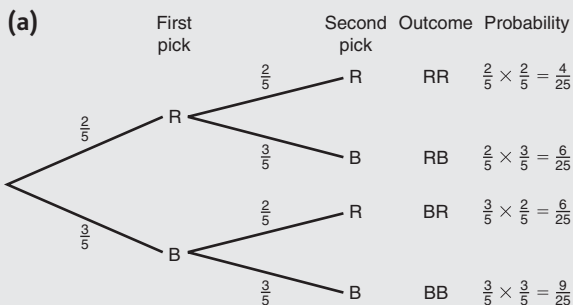 (a)
First pick Second pick Outcome Probability
2/5 R RR 2/5 × 2/5 = 4/25
2/5 R
3/5 B RB 2/5 × 3/5 = 6/25
2/5 R BR 3/5 × 2/5 = 6/25
3/5 B
3/5 B BB 3/5 × 3/5 = 9/25